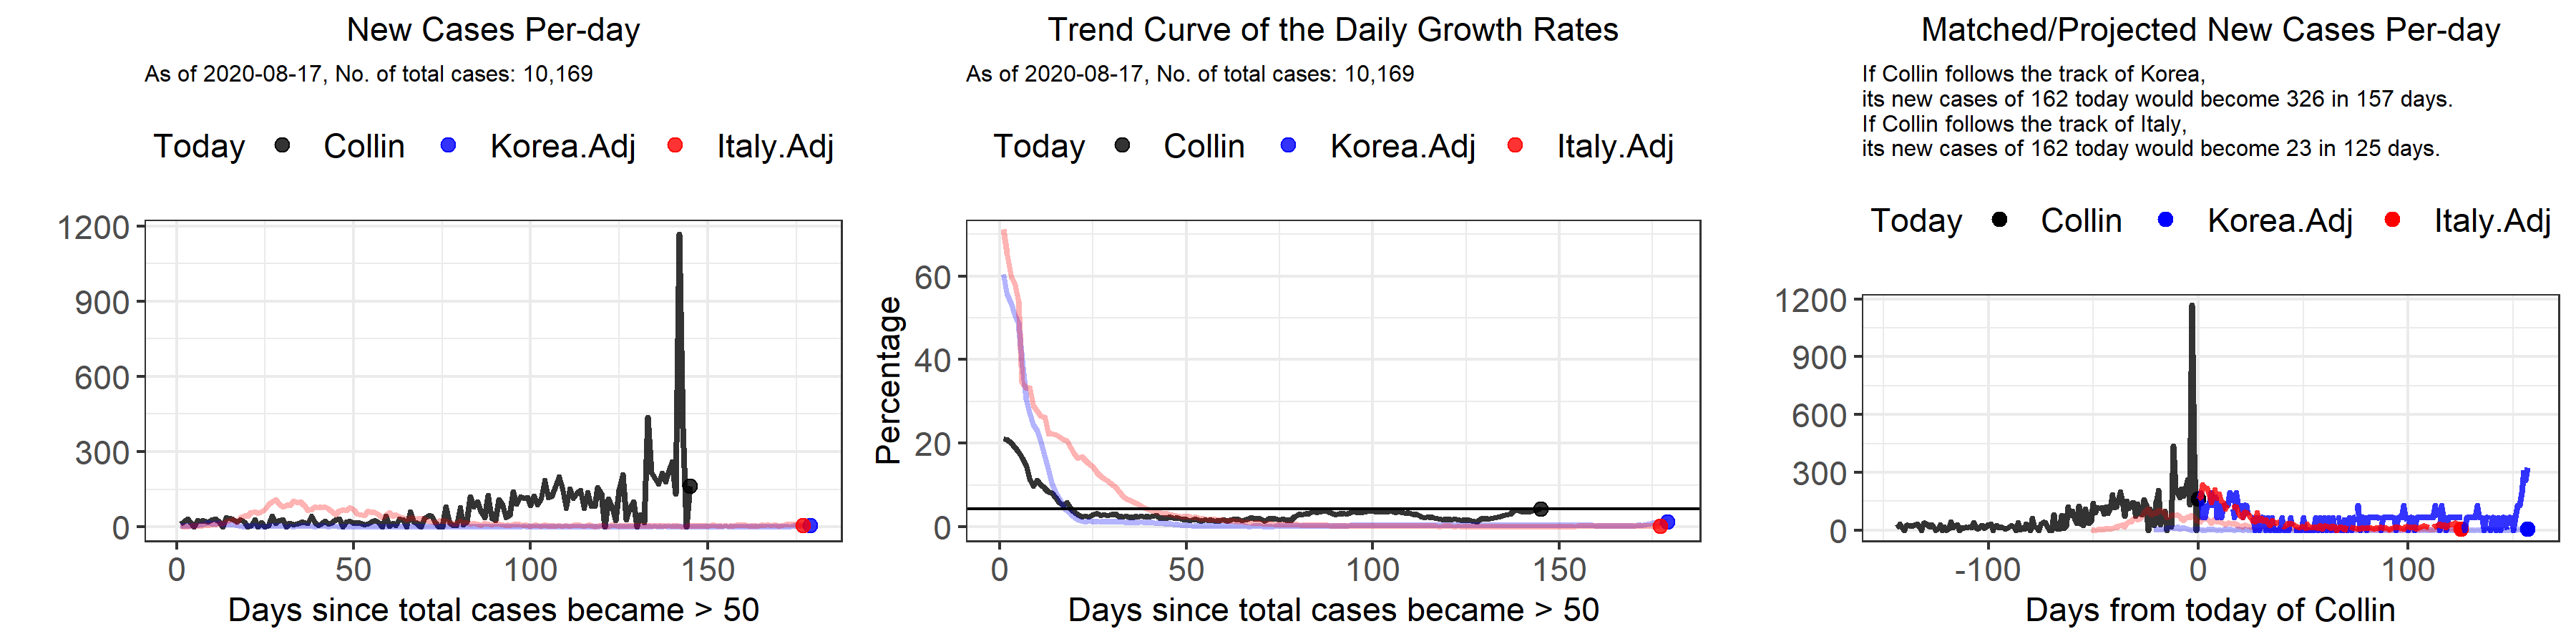 New Cases Per-day
As of 2020-08-17, No. of total cases: 10,169
Today Collin Korea.Adj Italy.Adj
1200
900
600
300
0
0 50 100 150
Days since total cases became > 50
Trend Curve of the Daily Growth Rates
As of 2020-08-17, No. of total cases: 10,169
Today Collin Korea.Adj Italy.Adj
Percentage
60
40
20
0
0 50 100 150
Days since total cases became > 50
Matched/Projected New Cases Per-day
If Collin follows the track of Korea,
its new cases of 162 today would become 326 in 157 days.
If Collin follows the track of Italy,
its new cases of 162 today would become 23 in 125 days.
Today Collin Korea.Adj Italy.Adj
1200
900
600
300
0
-100 0 100
Days from today of Collin